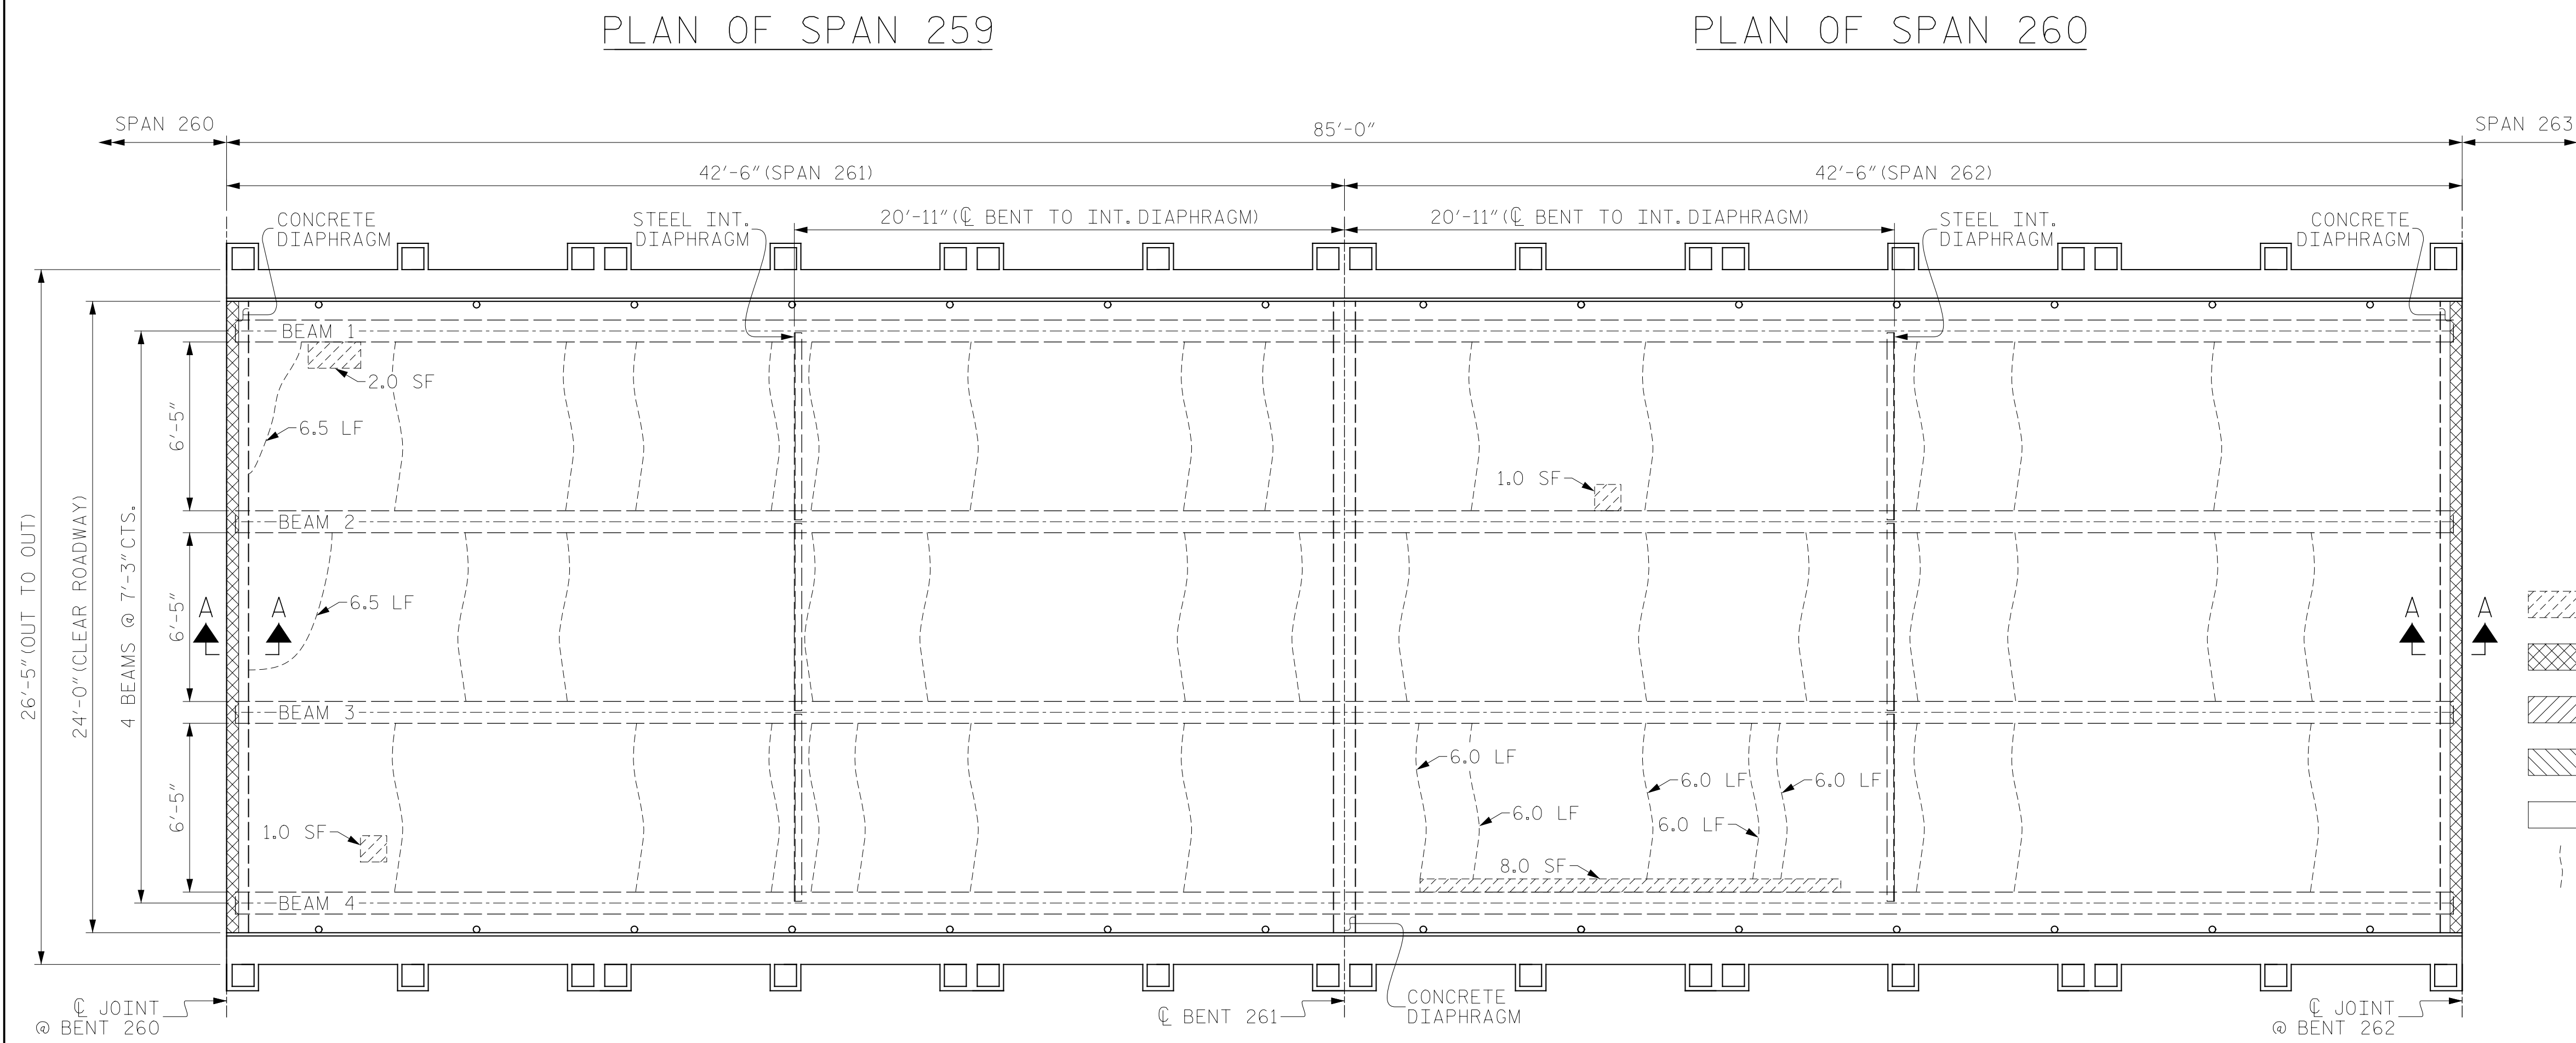 PLAN OF SPAN 259
PLAN OF SPAN 260
SPAN 260
85'-0"
SPAN 263
42'-6"(SPAN 261)
42'-6"(SPAN 262)
CONCRETE
DIAPHRAGM
STEEL INT.
DIAPHRAGM
20'-11"(℄ BENT TO INT. DIAPHRAGM)
20'-11"(℄ BENT TO INT. DIAPHRAGM)
STEEL INT.
DIAPHRAGM
CONCRETE
DIAPHRAGM
26'-5"(OUT TO OUT)
24'-0"(CLEAR ROADWAY)
4 BEAMS @ 7'-3"CTS.
6'-5"
6'-5"
6'-5"
BEAM 1
2.0 SF
6.5 LF
1.0 SF
BEAM 2
6.5 LF
A
A
A
A
BEAM 3
6.0 LF
6.0 LF
6.0 LF
6.0 LF
6.0 LF
1.0 SF
8.0 SF
BEAM 4
℄ JOINT
@ BENT 260
℄ BENT 261
CONCRETE
DIAPHRAGM
℄ JOINT
@ BENT 262